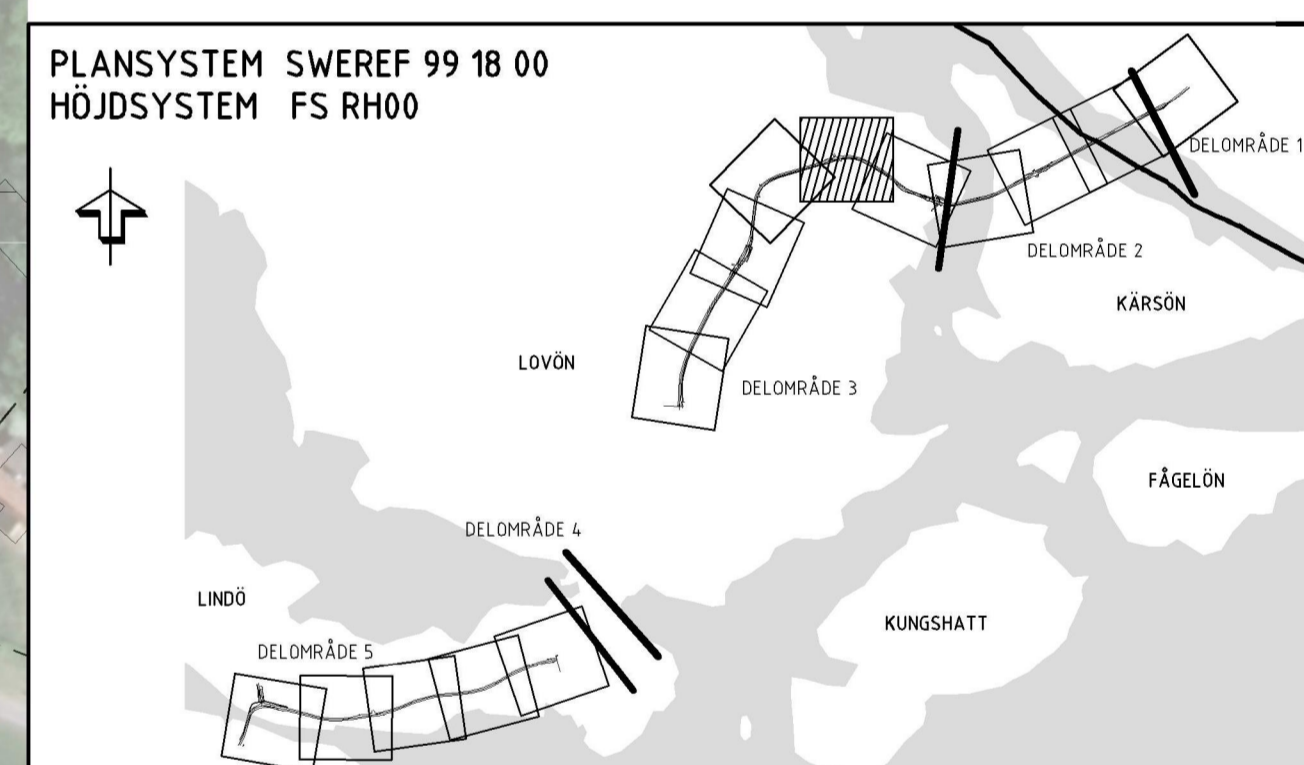 PLANSYSTEM SWEREF 99 18 00
HÖJDSYSTEM FS RH00
DELOMRÅDE 1
DELOMRÅDE 2
KÄRSÖN
LOVÖN
DELOMRÅDE 3
FÅGELÖN
DELOMRÅDE 4
LINDÖ
KUNGSHATT
DELOMRÅDE 5